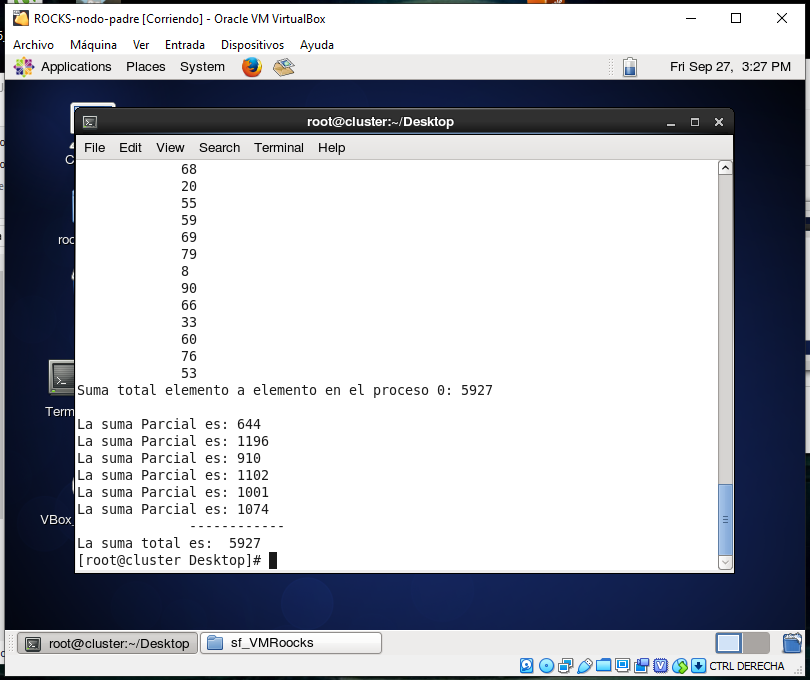 ROCKS-nodo-padre [Corriendo] - Oracle VM VirtualBox
Archivo Máquina Ver Entrada Dispositivos Ayuda
Applications Places System Fri Sep 27, 3:27 PM
root@cluster:~/Desktop
File Edit View Search Terminal Help
68
20
55
59
69
79
8
90
66
33
60
76
53
Suma total elemento a elemento en el proceso 0: 5927
La suma Parcial es: 644
La suma Parcial es: 1196
La suma Parcial es: 910
La suma Parcial es: 1102
La suma Parcial es: 1001
La suma Parcial es: 1074
------------
La suma total es: 5927
[root@cluster Desktop]#
root@cluster:~/Desktop sf_VMRoocks
CTRL DERECHA